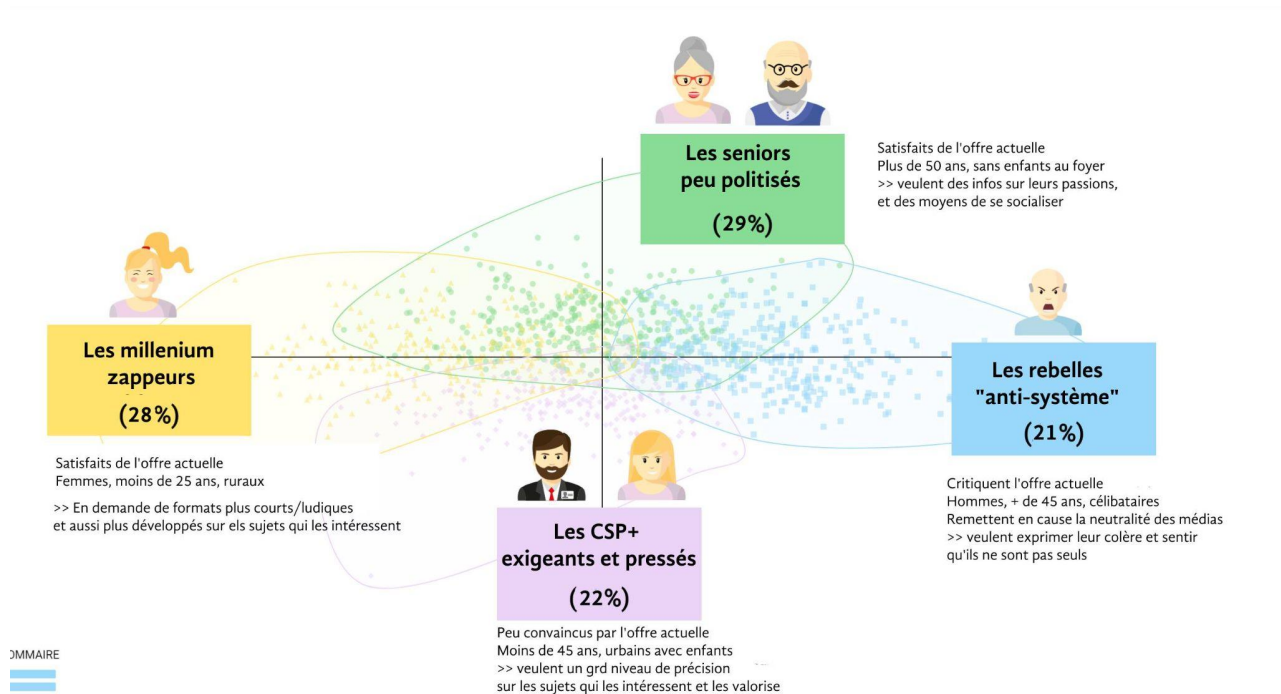 Les seniors
peu politisés
(29%)
Satisfaits de l'offre actuelle
Plus de 50 ans, sans enfants au foyer
>> veulent des infos sur leurs passions,
et des moyens de se socialiser
Les millenium
zappeurs
(28%)
Satisfaits de l'offre actuelle
Femmes, moins de 25 ans, ruraux
>> En demande de formats plus courts/ludiques
et aussi plus développés sur els sujets qui les intéressent
Les rebelles
"anti-système"
(21%)
Critiquent l'offre actuelle
Hommes, + de 45 ans, célibataires
Remettent en cause la neutralité des médias
>> veulent exprimer leur colère et sentir
qu'ils ne sont pas seuls
Les CSP+
exigeants et pressés
(22%)
Peu convaincus par l'offre actuelle
Moins de 45 ans, urbains avec enfants
>> veulent un grd niveau de précision
sur les sujets qui les intéressent et les valorise
OMMAIRE